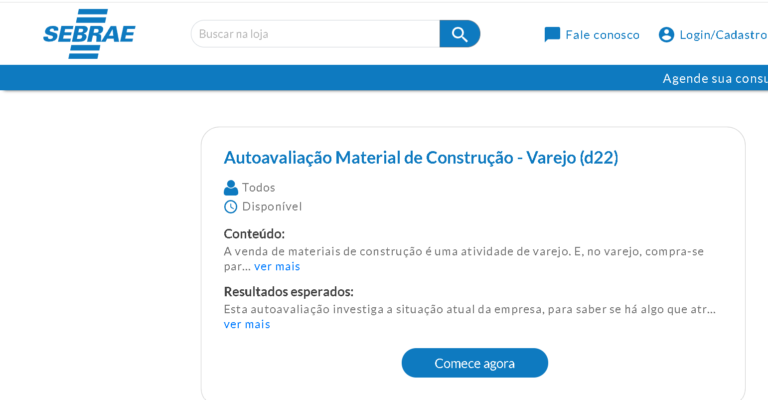 SEBRAE
Buscar na loja
Fale conosco
Login/Cadastro
Agende sua
Autoavaliação Material de Construção - Varejo (d22)
Todos
Disponível
Conteúdo:
A venda de materiais de construção é uma atividade de varejo. E, no varejo, compra-se
par... ver mais
Resultados esperados:
Esta autoavaliação investiga a situação atual da empresa, para saber se há algo que atr...
ver mais
Comece agora